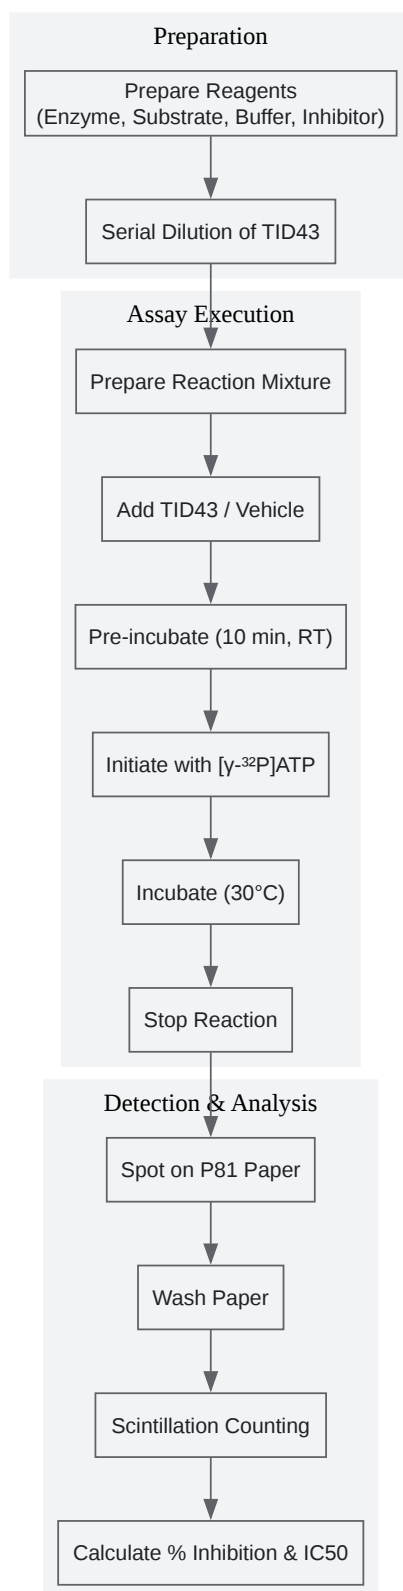 Preparation
Prepare Reagents
(Enzyme, Substrate, Buffer, Inhibitor)
Serial Dilution of TID43
Assay Execution
Prepare Reaction Mixture
Add TID43 / Vehicle
Pre-incubate (10 min, RT)
Initiate with [γ-³²P]ATP
Incubate (30°C)
Stop Reaction
Detection & Analysis
Spot on P81 Paper
Wash Paper
Scintillation Counting
Calculate % Inhibition & IC50